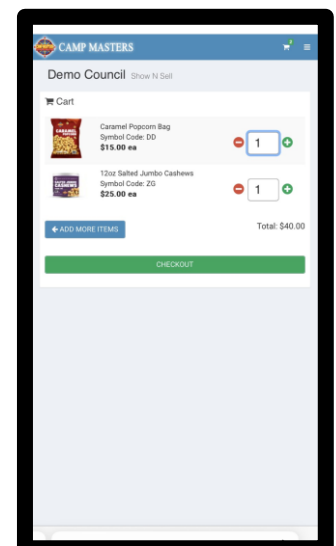 CAMP MASTERS
Demo Council Show N Sell
Cart
Caramel Popcorn Bag
Symbol Code: DD
$15.00 ea
1
12oz Salted Jumbo Cashews
Symbol Code: ZG
$25.00 ea
1
ADD MORE ITEMS
Total: $40.00
CHECKOUT